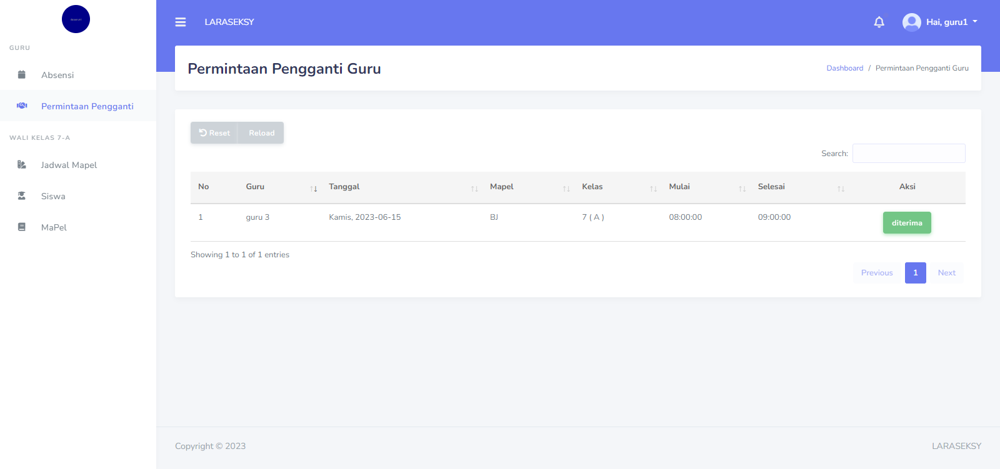 LARASEKSY
Hai, guru1
GURU
Absensi
Permintaan Pengganti
WALI KELAS 7-A
Jadwal Mapel
Siswa
MaPel
Permintaan Pengganti Guru
Dashboard / Permintaan Pengganti Guru
Reset Reload
Search:
No Guru Tanggal Mapel Kelas Mulai Selesai Aksi
1 guru 3 Kamis, 2023-06-15 BJ 7 ( A ) 08:00:00 09:00:00 diterima
Showing 1 to 1 of 1 entries
Previous 1 Next
Copyright © 2023
LARASEKSY